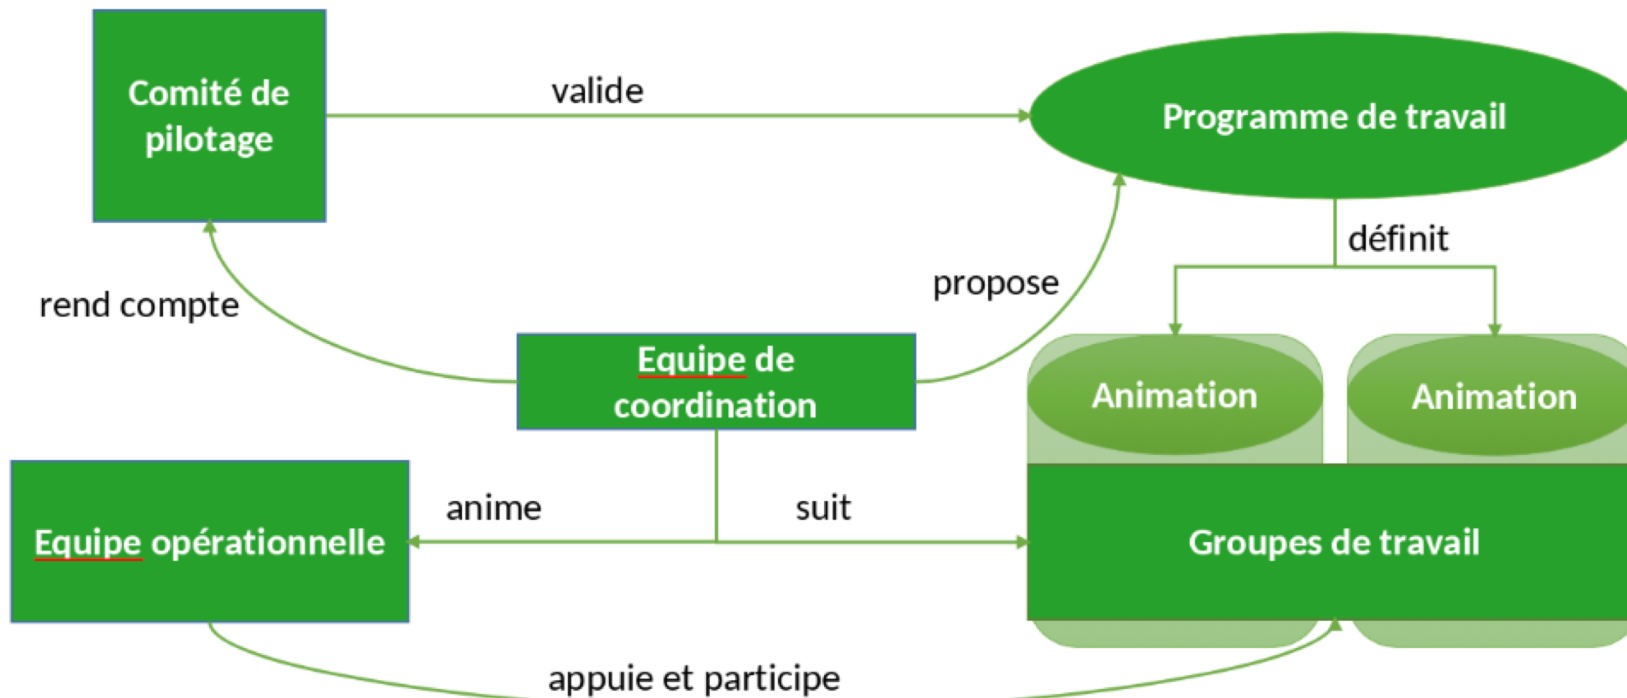 Comité de
pilotage
valide
Programme de travail
définit
rend compte
propose
Equipe de
coordination
Animation
Animation
Equipe opérationnelle
anime
suit
Groupes de travail
appuie et participe